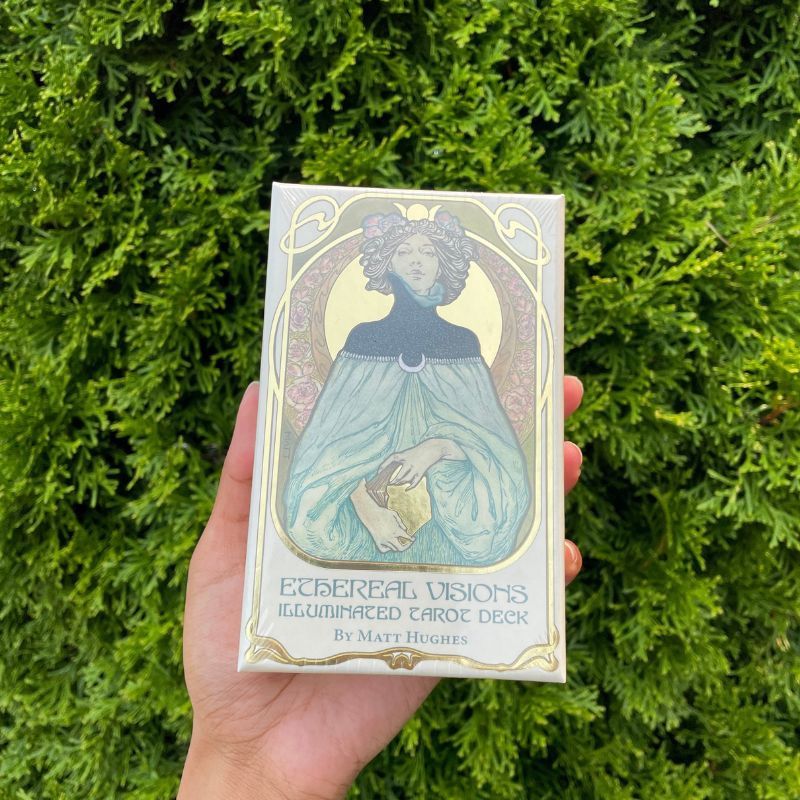 ETHEREAL VISIONS
ILLUMINATED TAROT DECK
BY MATT HUGHES